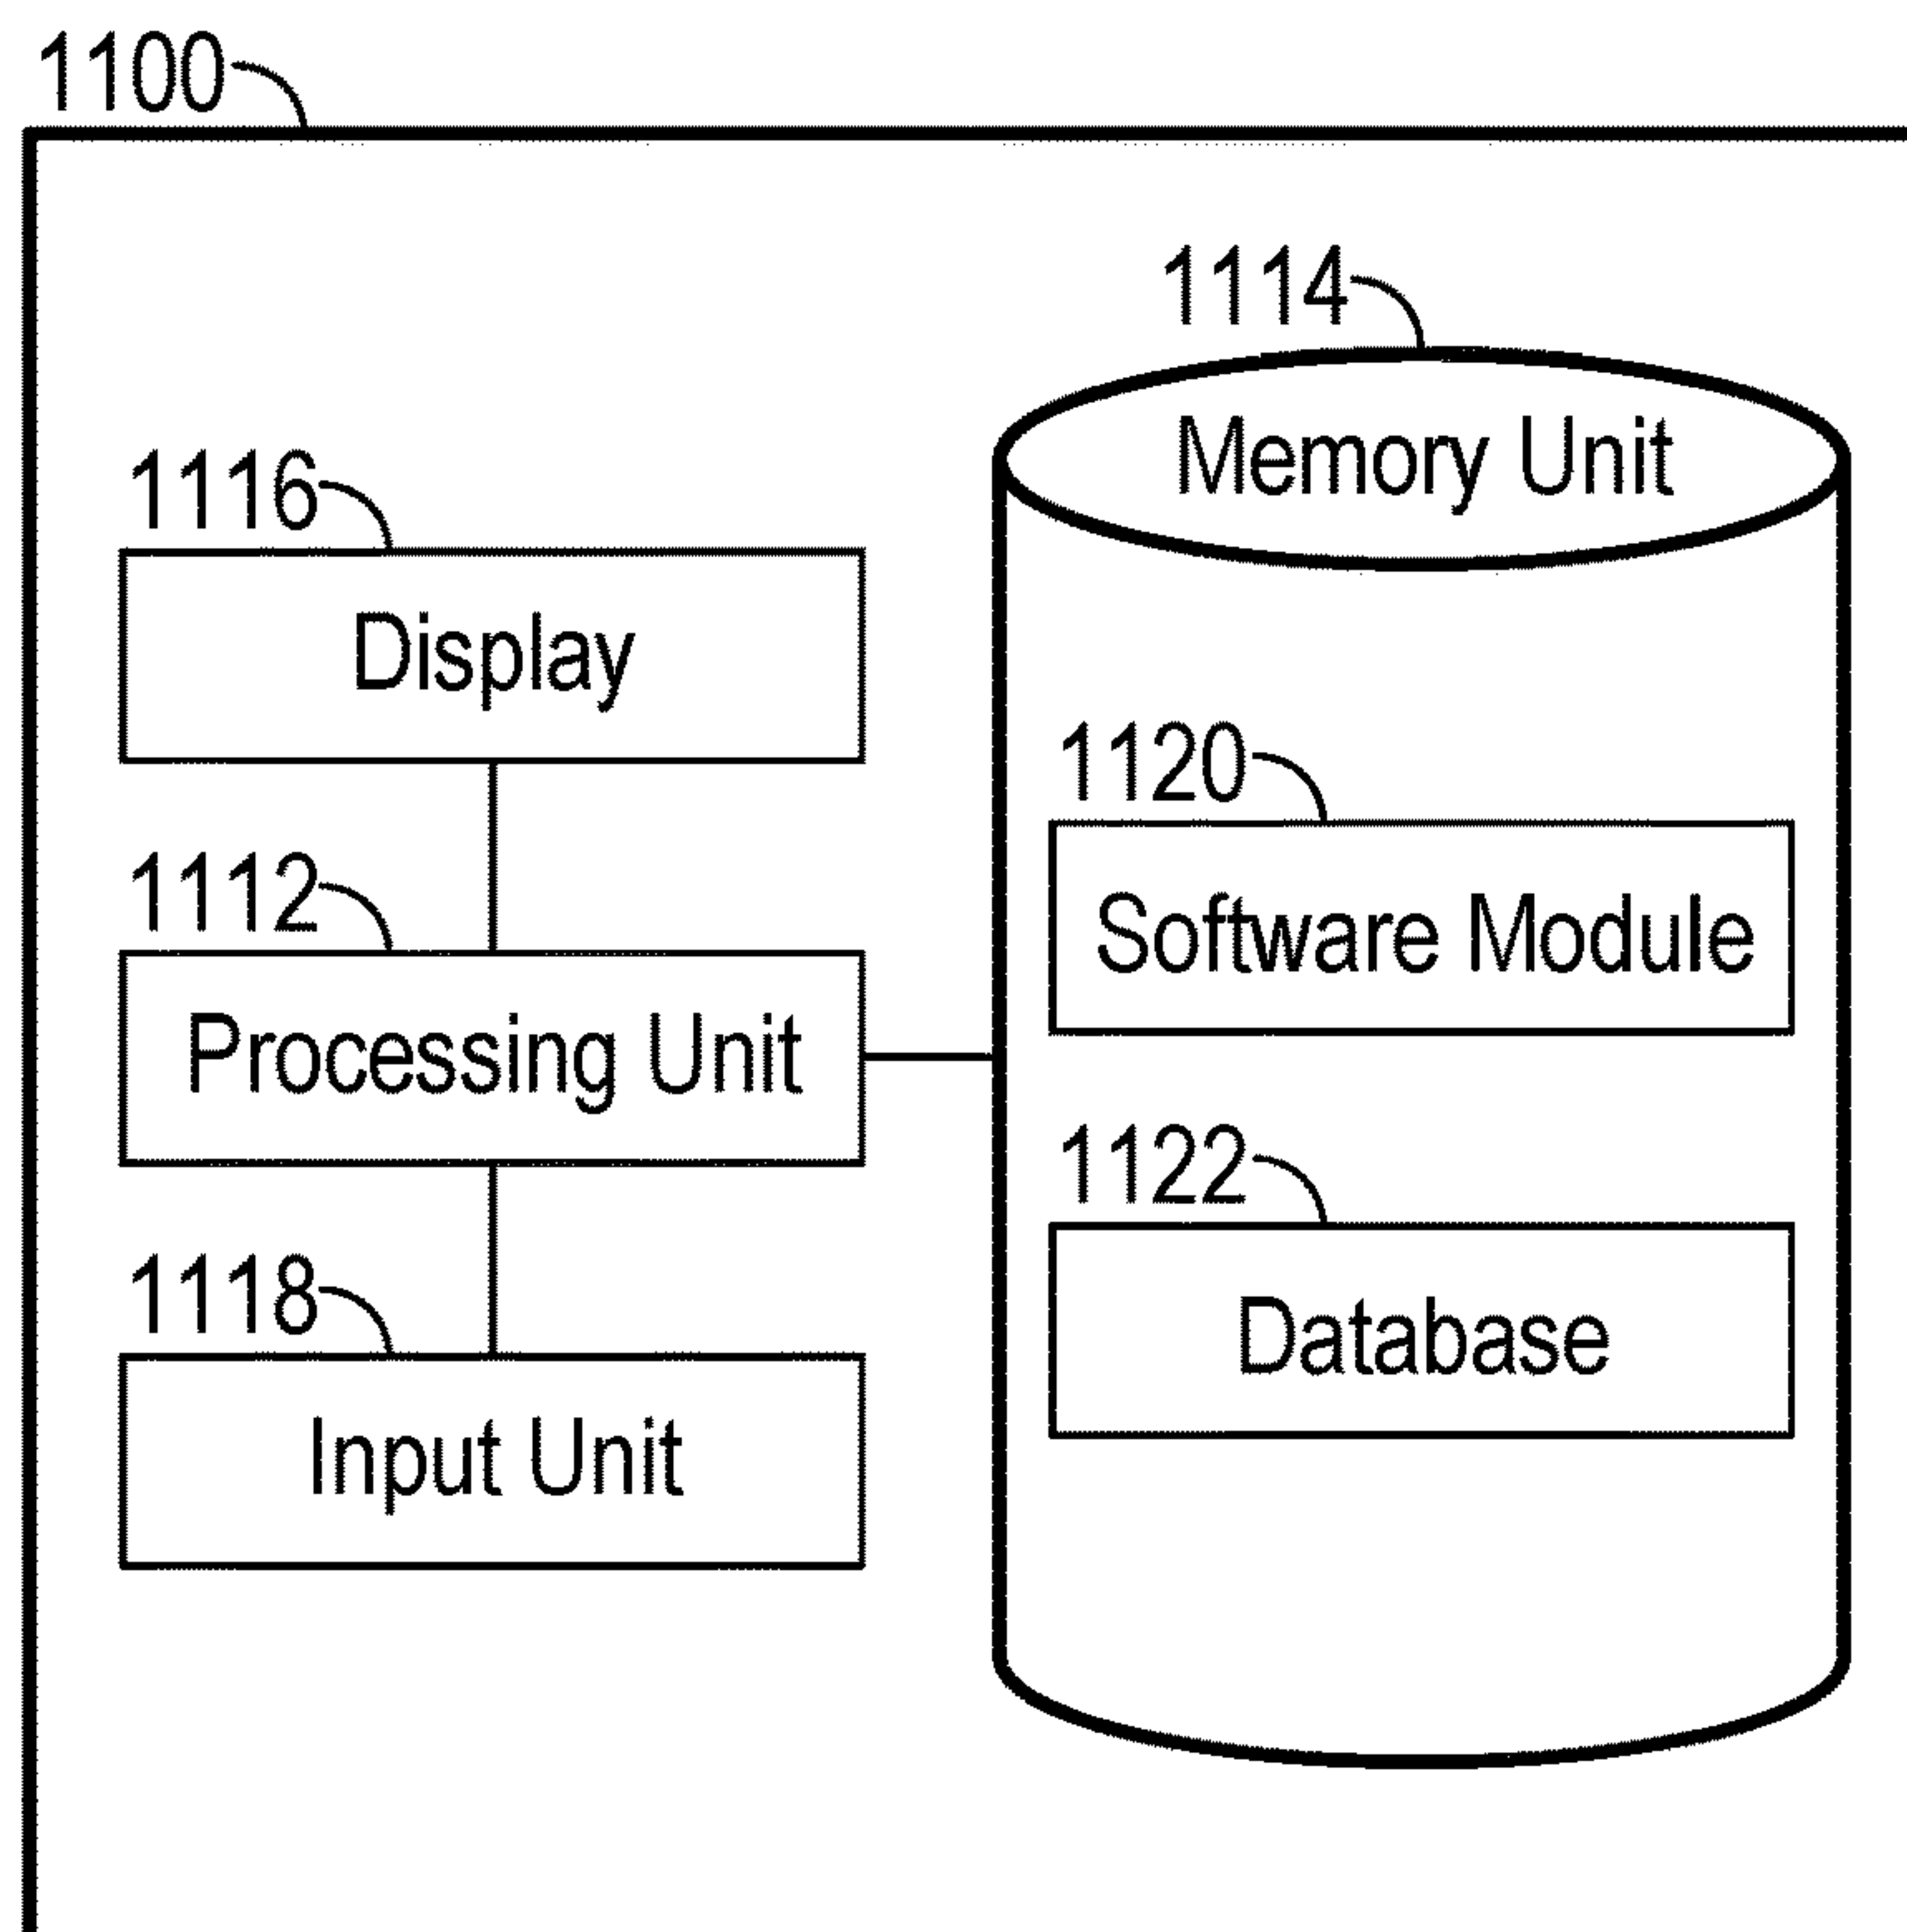 1100
1114
Memory Unit
1116
Display
1120
Software Module
1112
Processing Unit
1122
Database
1118
Input Unit